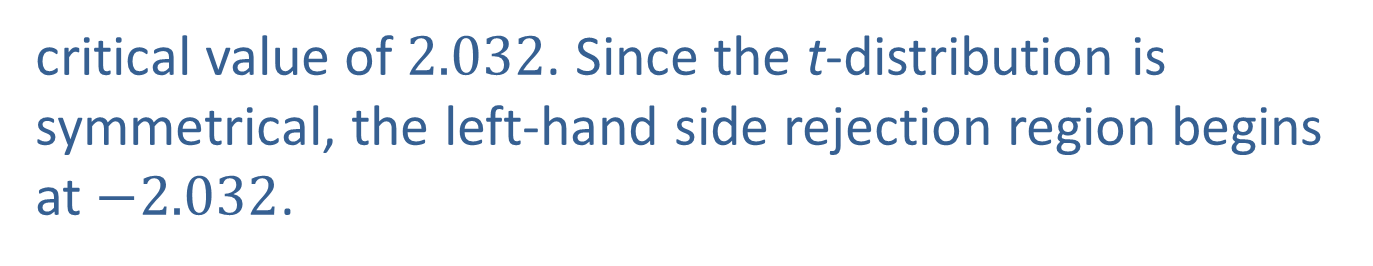 critical value of 2.032. Since the t-distribution is
symmetrical, the left-hand side rejection region begins
at −2.032.